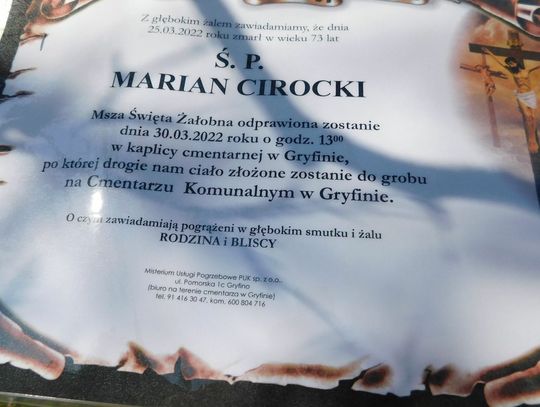 Z głębokim żalem zawiadamiamy, że dnia
25.03.2022 roku zmarł w wieku 73 lat
Ś. P.
MARIAN CIROCKI
Msza Święta Żałobna odprawiona zostanie
dnia 30.03.2022 roku o godz. 13⁰⁰
w kaplicy cmentarnej w Gryfinie,
po której drogie nam ciało złożone zostanie do grobu
na Cmentarzu Komunalnym w Gryfinie.
O czym zawiadamiają pogrążeni w głębokim smutku i żalu
RODZINA i BLISCY
Misterium Usługi Pogrzebowe PUK sp. z o.o.,
ul. Pomorska 1c Gryfino
(biuro na terenie cmentarza w Gryfinie)
tel. 91 416 30 47, kom. 600 804 716